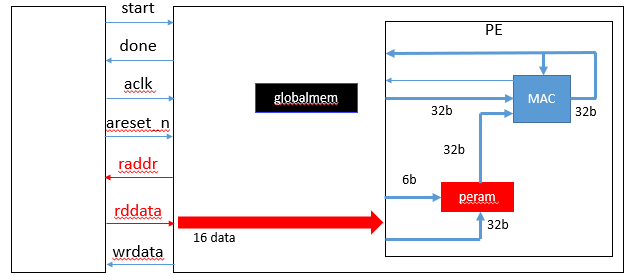 start
done
aclk
areset_n
raddr
rddata
wrdata
16 data
globalmem
PE
MAC
32b
32b
32b
6b
peram
32b